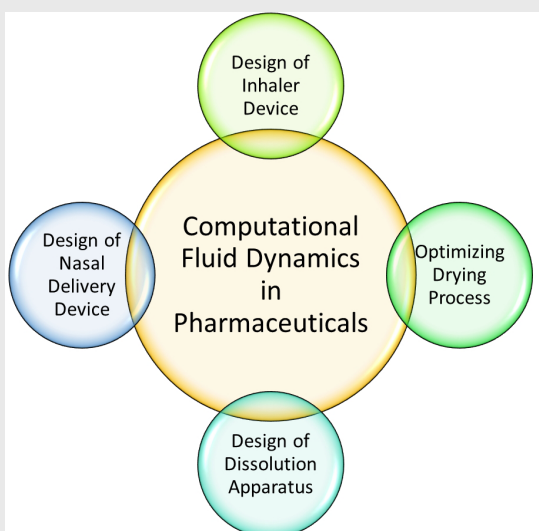 Design of
Inhaler
Device
Computational
Fluid Dynamics
in
Pharmaceuticals
Design of
Nasal
Delivery
Device
Optimizing
Drying
Process
Design of
Dissolution
Apparatus